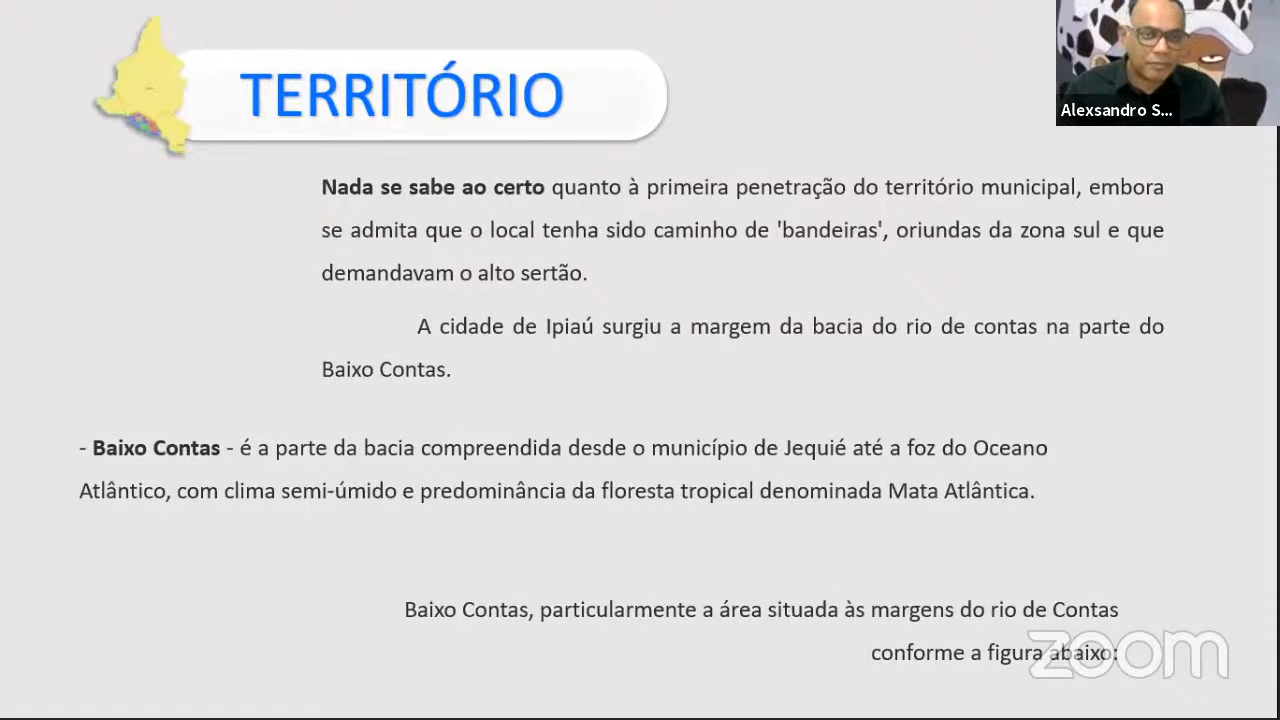 TERRITÓRIO
Alexsandro S...
Nada se sabe ao certo quanto à primeira penetração do território municipal, embora
se admita que o local tenha sido caminho de 'bandeiras', oriundas da zona sul e que
demandavam o alto sertão.
A cidade de Ipiaú surgiu a margem da bacia do rio de contas na parte do
Baixo Contas.
- Baixo Contas - é a parte da bacia compreendida desde o município de Jequié até a foz do Oceano
Atlântico, com clima semi-úmido e predominância da floresta tropical denominada Mata Atlântica.
Baixo Contas, particularmente a área situada às margens do rio de Contas
conforme a figura abaixo:
zoom